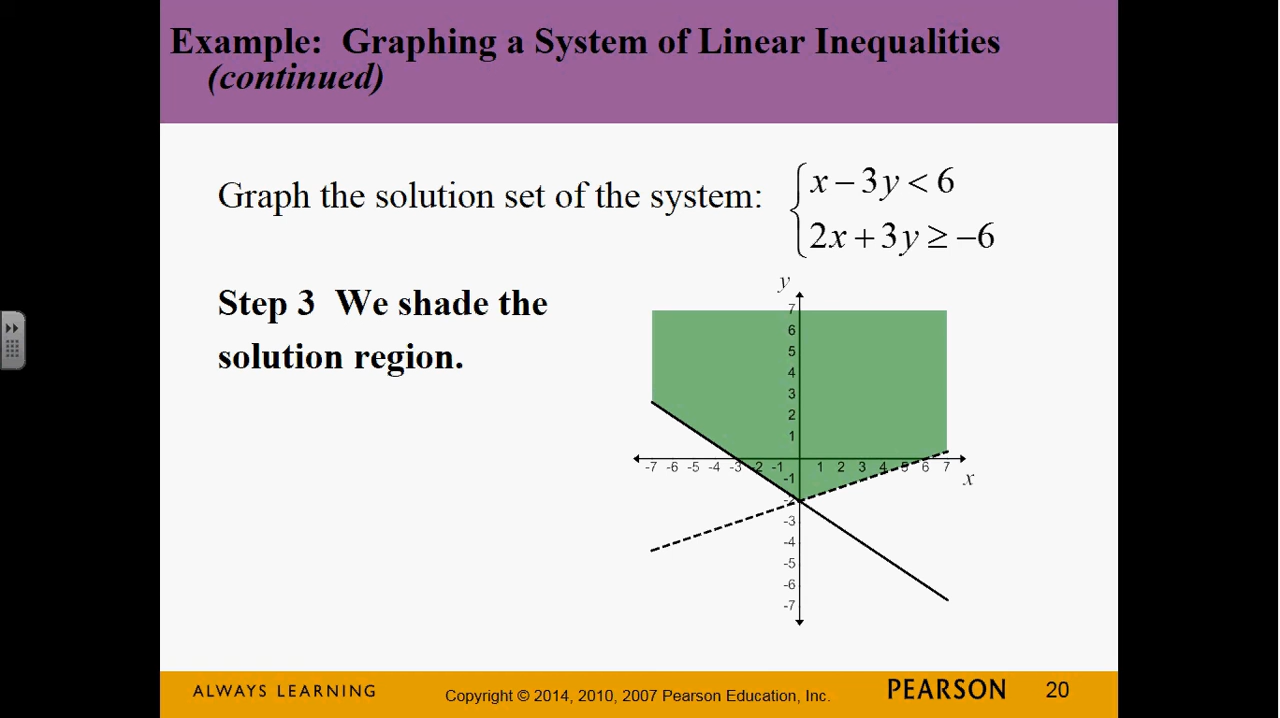 Example: Graphing a System of Linear Inequalities
(continued)
Graph the solution set of the system:
x − 3y < 6
2x + 3y ≥ −6
Step 3 We shade the
solution region.
y
7
6
5
4
3
2
1
-7 -6 -5 -4 -3 -2 -1 1 2 3 4 5 6 7
x
-1
-2
-3
-4
-5
-6
-7
ALWAYS LEARNING Copyright © 2014, 2010, 2007 Pearson Education, Inc. PEARSON 20